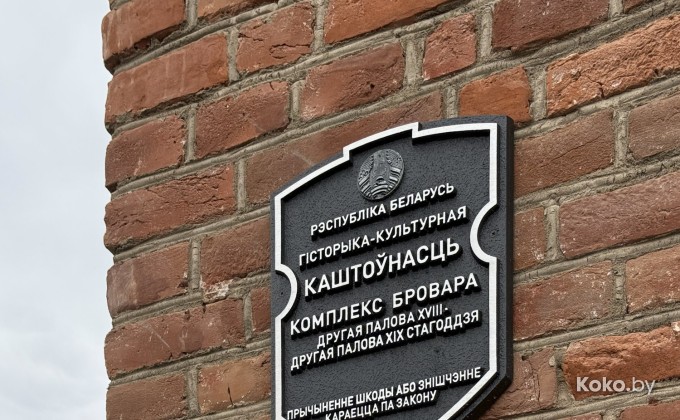 РЭСПУБЛІКА БЕЛАРУСЬ
ГІСТОРЫКА-КУЛЬТУРНАЯ
КАШТОЎНАСЦЬ
КОМПЛЕКС БРОВАРА
ДРУГАЯ ПАЛОВА XVIII-
ДРУГАЯ ПАЛОВА XIX СТАГОДДЗЯ
ПРЫЧЫНЕННЕ ШКОДЫ АБО ЗНІШЧЭННЕ
КАРАЕЦЦА ПА ЗАКОНУ
Koko.by